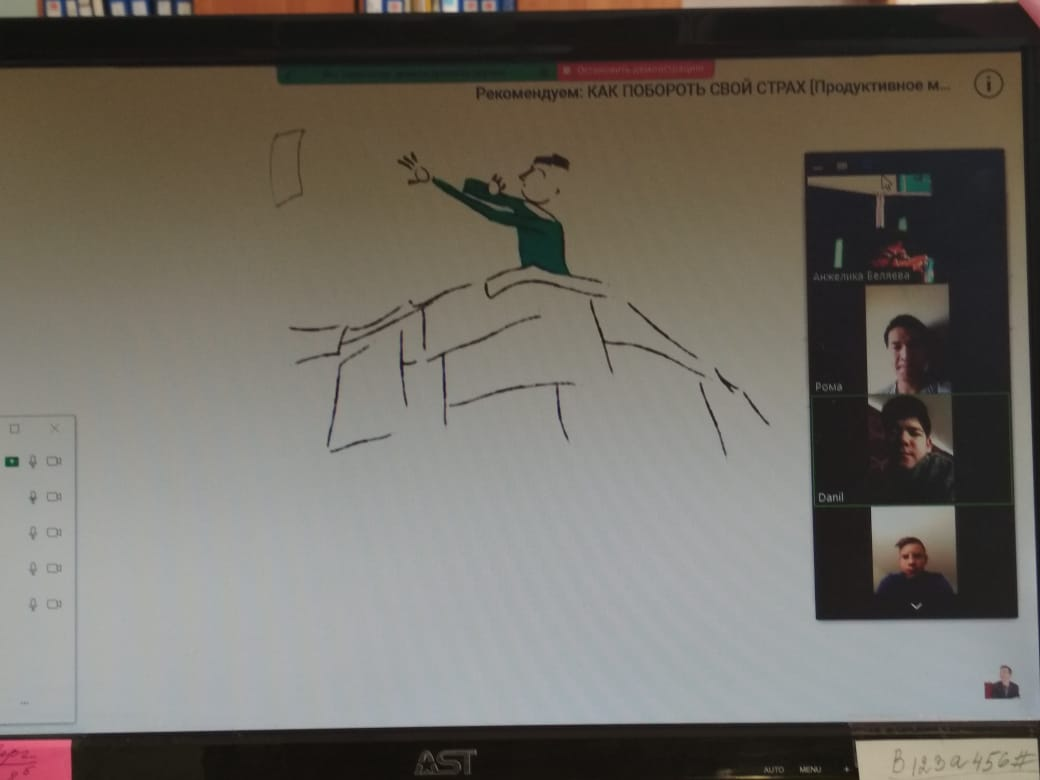 Остановить демонстрацию
Рекомендуем: КАК ПОБОРОТЬ СВОЙ СТРАХ [Продуктивное м...
Анжелика Беляева
Рома
Danil
AST
AUTO MENU +
B123a456#